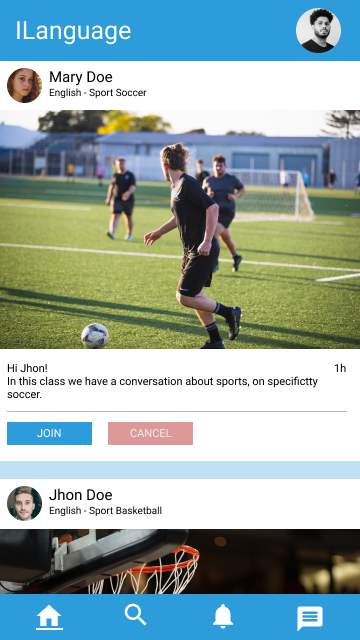 ILanguage
Mary Doe
English - Sport Soccer
Hi Jhon!
1h
In this class we have a conversation about sports, on specifictty
soccer.
JOIN
CANCEL
Jhon Doe
English - Sport Basketball